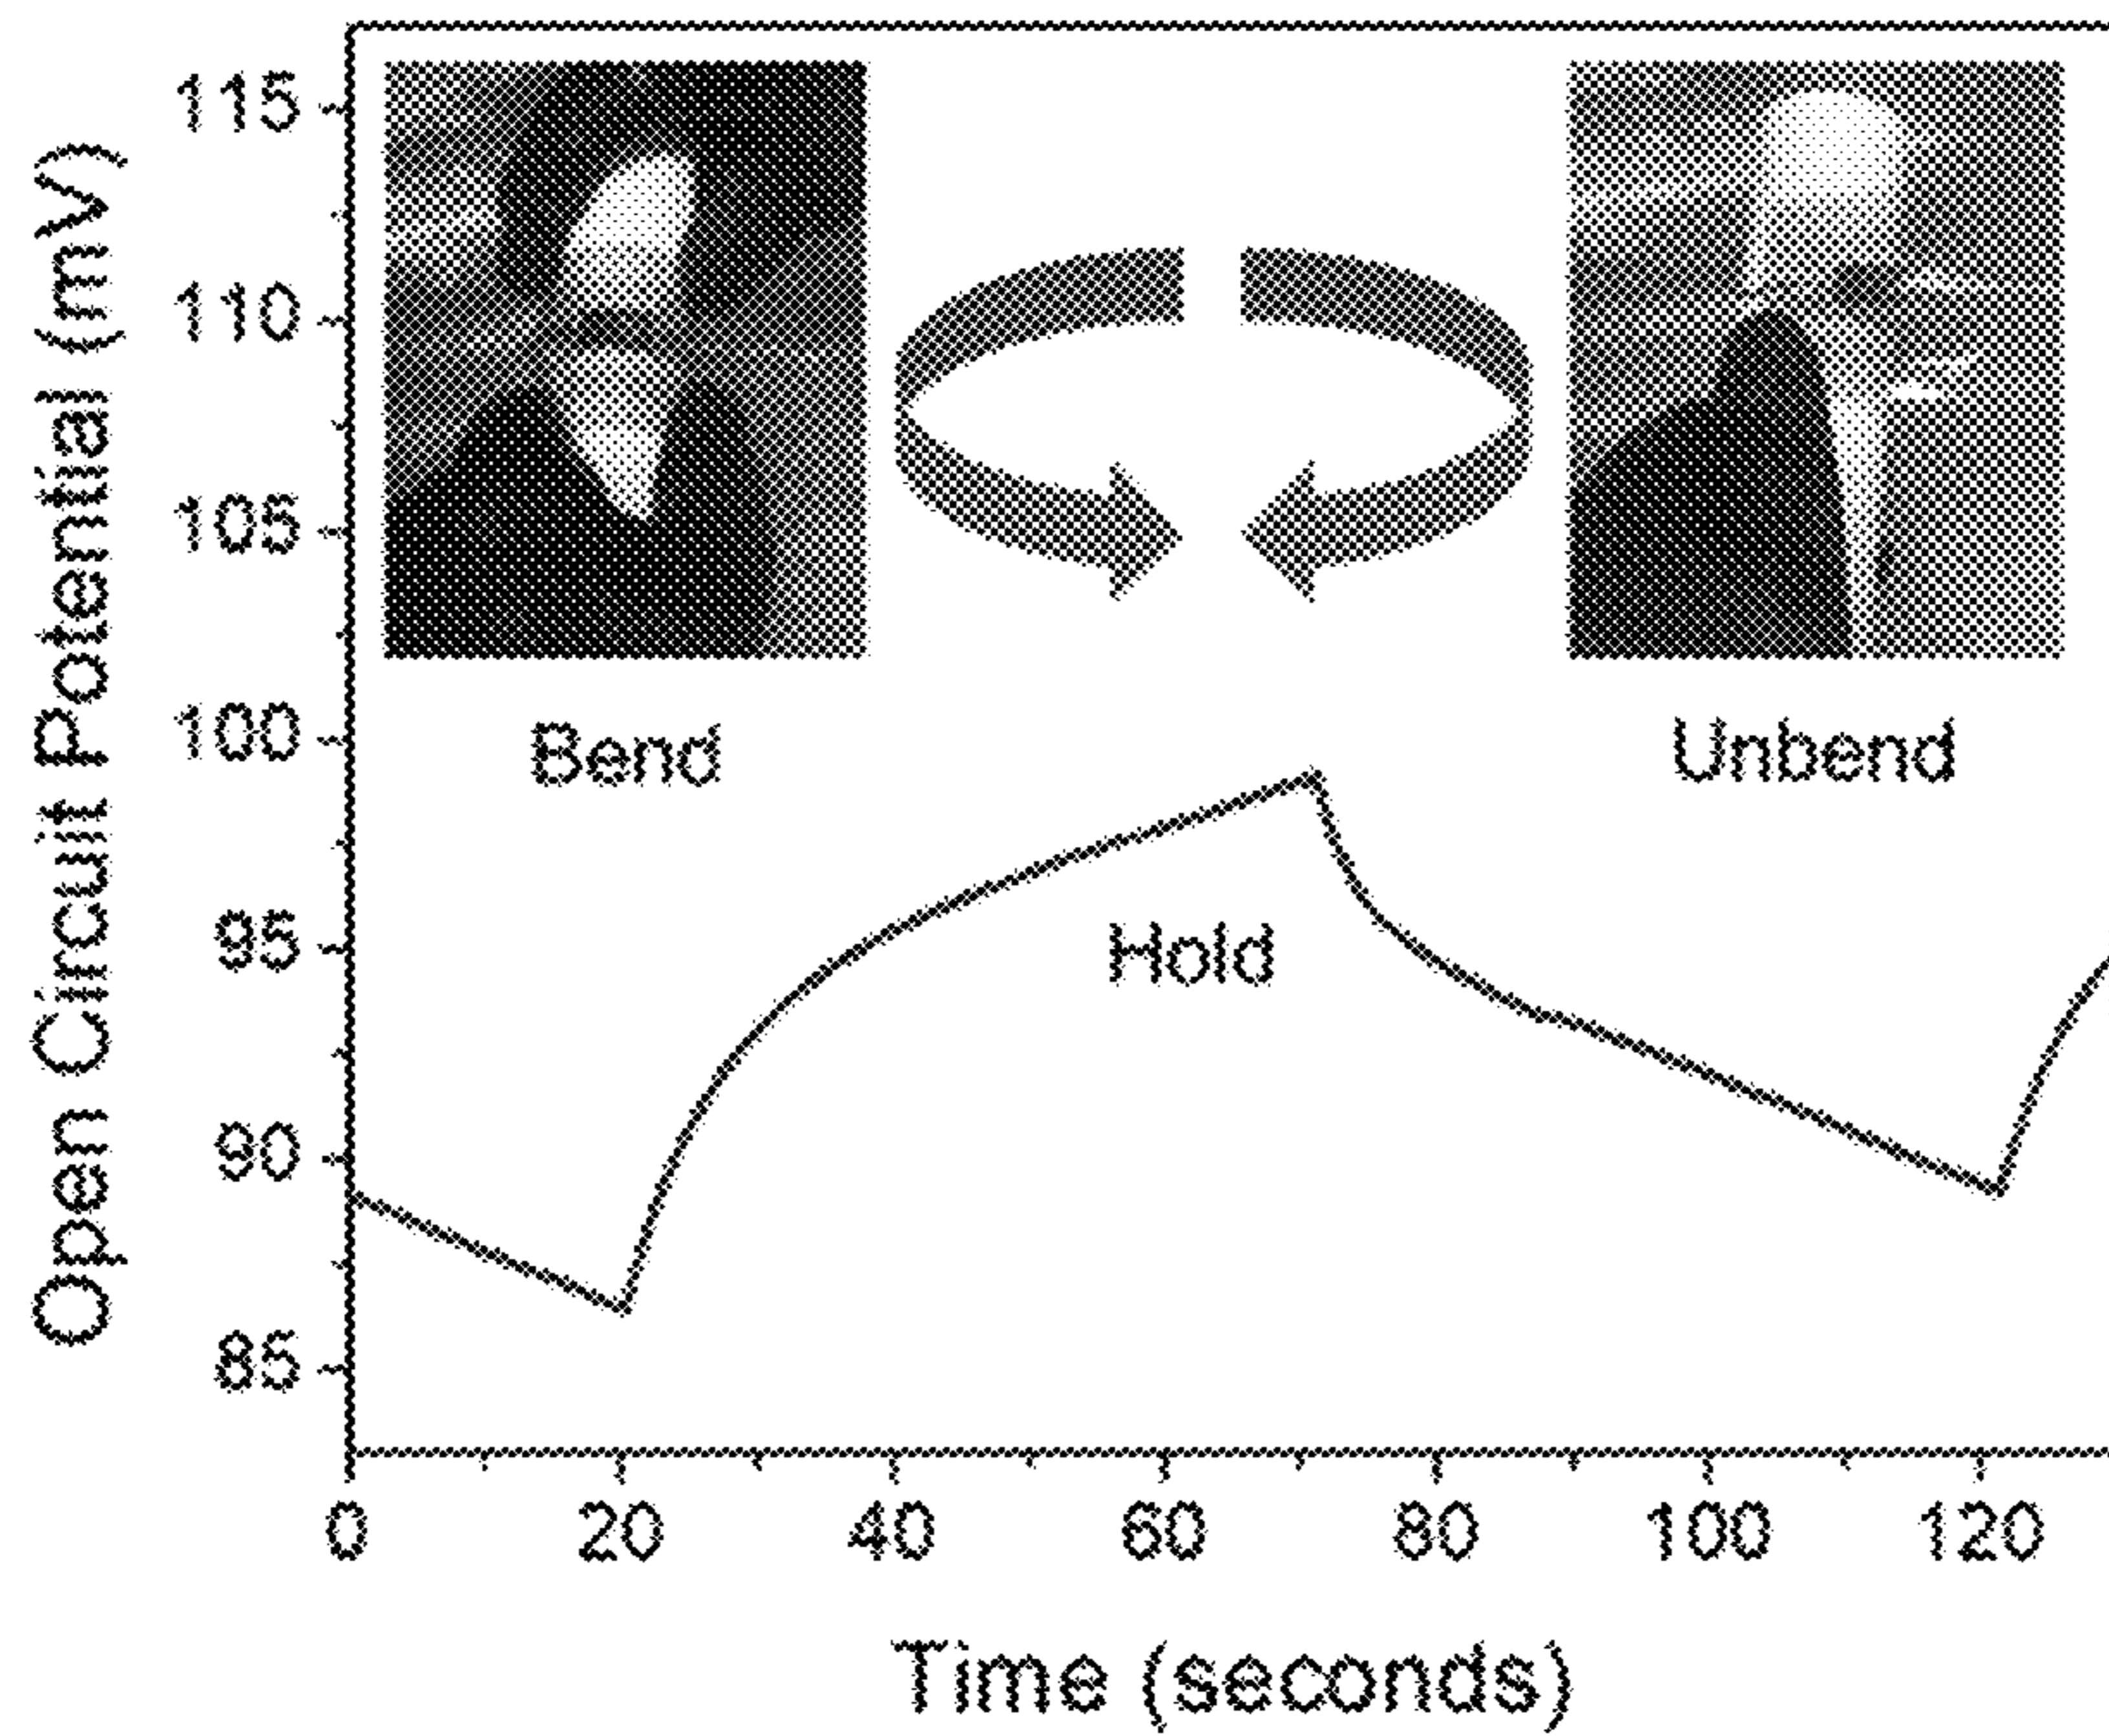 Open Circuit Potential (mV)
115
110
105
100
95
90
85
Bend
Unbend
Hold
0 20 40 60 80 100 120
Time (seconds)